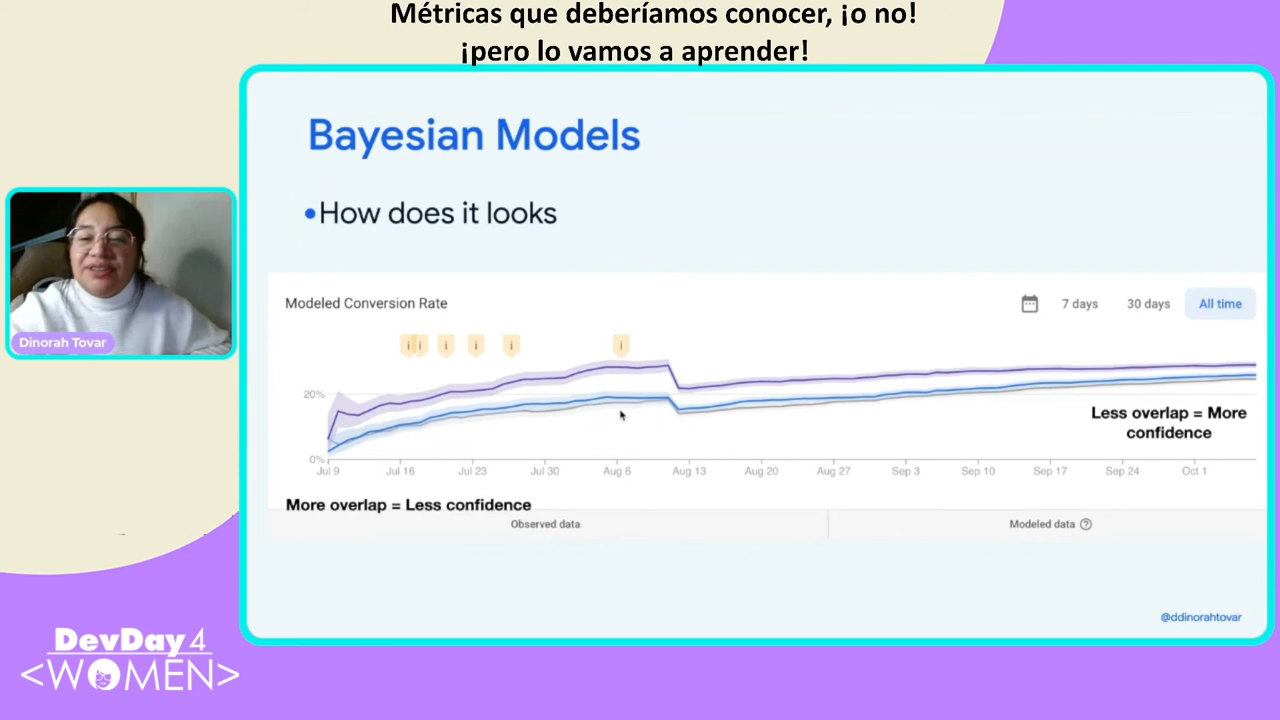 Métricas que deberíamos conocer, ¡o no!
¡pero lo vamos a aprender!
Bayesian Models
•How does it looks
Modeled Conversion Rate
7 days
30 days
All time
i i i i i i
20%
0%
Jul 9 Jul 16 Jul 23 Jul 30 Aug 6 Aug 13 Aug 20 Aug 27 Sep 3 Sep 10 Sep 17 Sep 24 Oct 1
Less overlap = More
confidence
More overlap = Less confidence
Observed data
Modeled data ?
@ddinorahtovar
Dinorah Tovar
DevDay 4
<WOMEN>